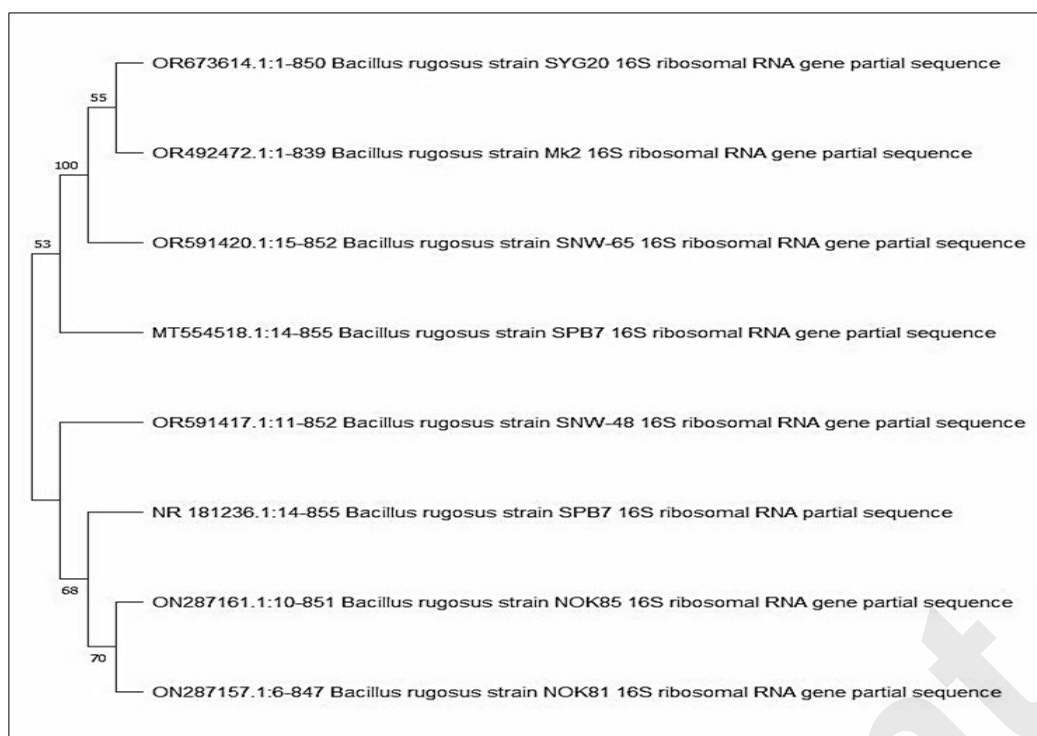 OR673614.1:1-850 Bacillus rugosus strain SYG20 16S ribosomal RNA gene partial sequence
55
OR492472.1:1-839 Bacillus rugosus strain Mk2 16S ribosomal RNA gene partial sequence
100
OR591420.1:15-852 Bacillus rugosus strain SNW-65 16S ribosomal RNA gene partial sequence
53
MT554518.1:14-855 Bacillus rugosus strain SPB7 16S ribosomal RNA gene partial sequence
OR591417.1:11-852 Bacillus rugosus strain SNW-48 16S ribosomal RNA gene partial sequence
NR 181236.1:14-855 Bacillus rugosus strain SPB7 16S ribosomal RNA partial sequence
68
ON287161.1:10-851 Bacillus rugosus strain NOK85 16S ribosomal RNA gene partial sequence
70
ON287157.1:6-847 Bacillus rugosus strain NOK81 16S ribosomal RNA gene partial sequence